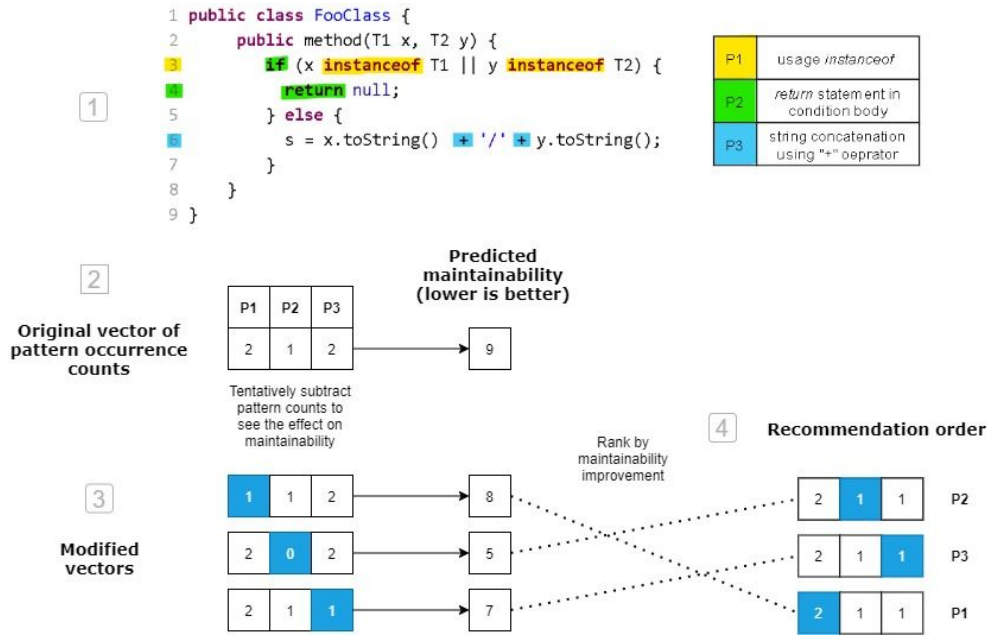 1 public class FooClass {
2 public method(T1 x, T2 y) {
3 if (x instanceof T1 || y instanceof T2) {
4 return null;
5 } else {
6 s = x.toString() + '/' + y.toString();
7 }
8 }
9 }
1
P1 usage instanceof
P2 return statement in
condition body
P3 string concatenation
using "+" oeprator
2
Original vector of
pattern occurrence
counts
P1 P2 P3
2 1 2
Predicted
maintainability
(lower is better)
9
Tentatively subtract
pattern counts to
see the effect on
maintainability
3
Modified
vectors
1 1 2
8
2 0 2
5
2 1 1
7
Rank by
maintainability
improvement
4
Recommendation order
2 1 1 P2
2 1 1 P3
2 1 1 P1